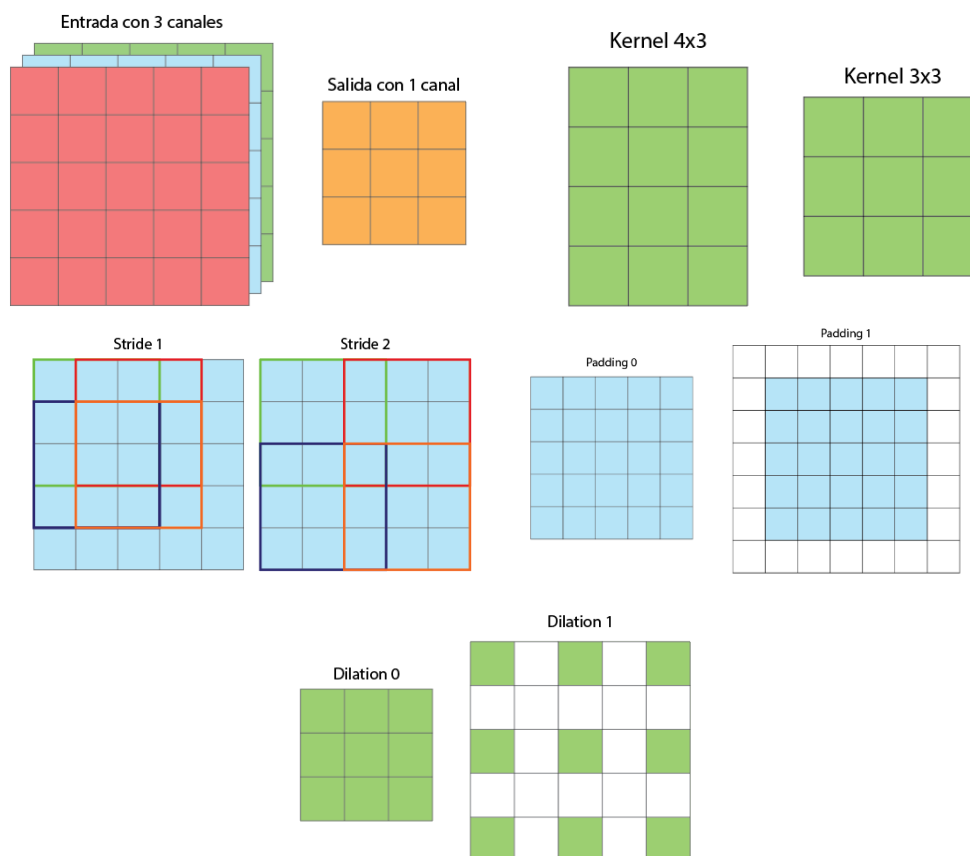 Entrada con 3 canales
Salida con 1 canal
Kernel 4x3
Kernel 3x3
Stride 1
Stride 2
Padding 0
Padding 1
Dilation 0
Dilation 1